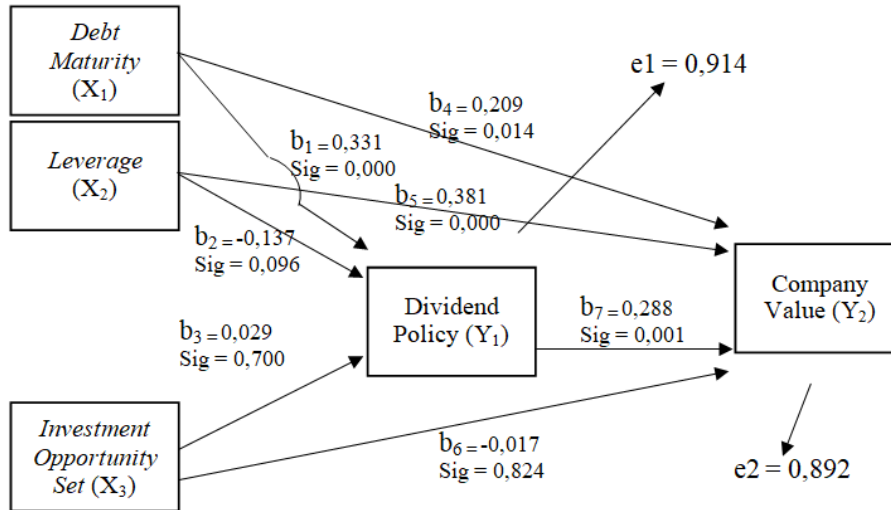 Debt
Maturity
(X₁)
e1 = 0,914
b₄ = 0,209
Sig = 0,014
b₁ = 0,331
Sig = 0,000
Leverage
(X₂)
b₅ = 0,381
Sig = 0,000
b₂ = -0,137
Sig = 0,096
Dividend
Policy (Y₁)
b₇ = 0,288
Sig = 0,001
Company
Value (Y₂)
b₃ = 0,029
Sig = 0,700
Investment
Opportunity
Set (X₃)
b₆ = -0,017
Sig = 0,824
e2 = 0,892